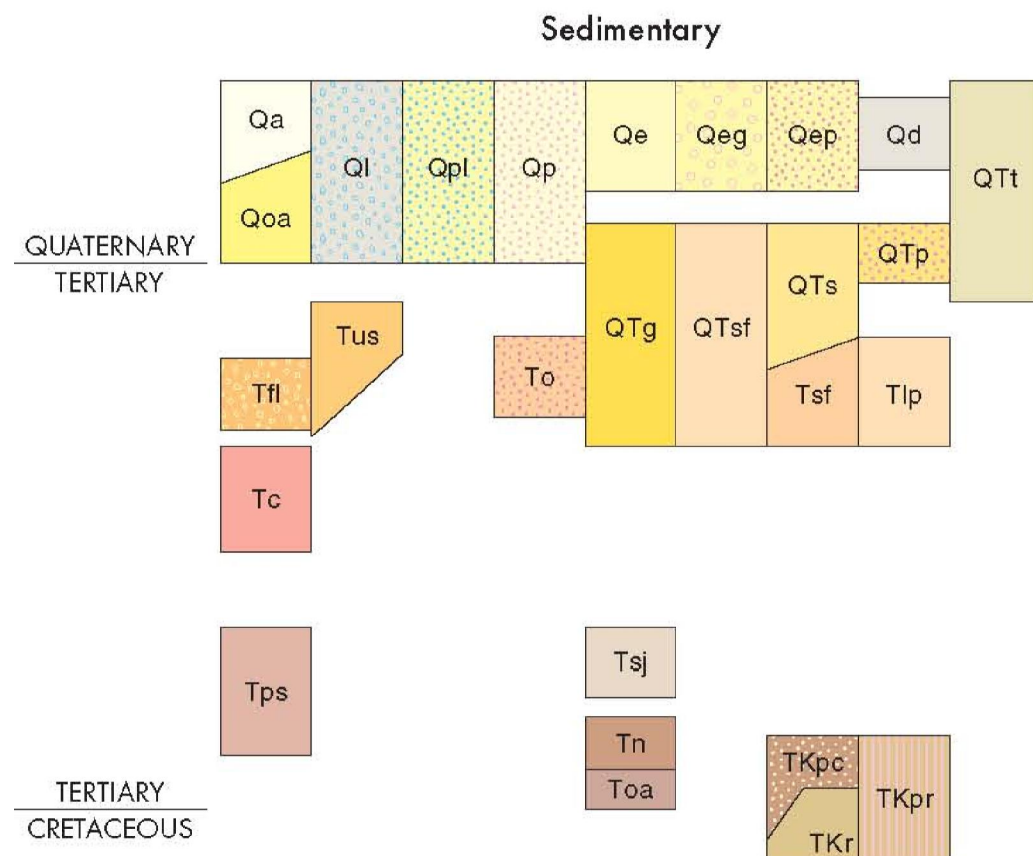 Sedimentary
Qa
Ql
Qpl
Qp
Qe
Qeg
Qep
Qd
QTt
Qoa
QUATERNARY
TERTIARY
QTp
QTs
QTg
QTsf
Tus
Tfl
To
Tsf
Tlp
Tc
Tps
Tsj
Tn
Toa
TKpc
TKpr
TKr
TERTIARY
CRETACEOUS